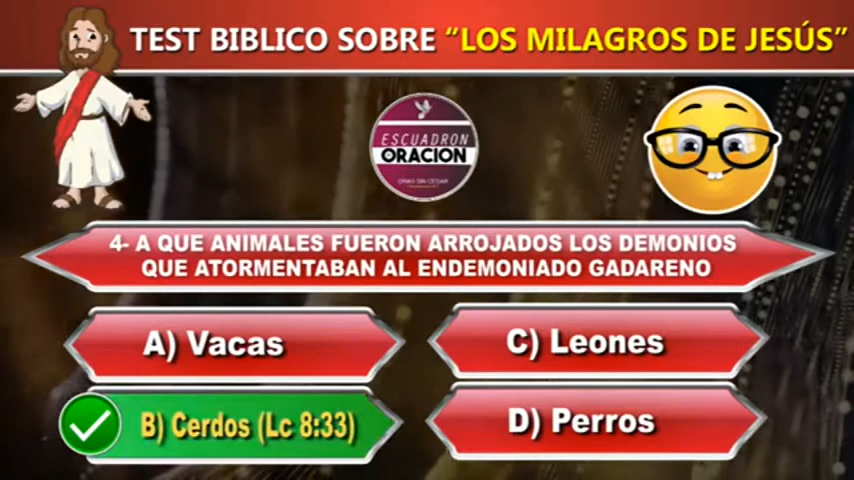 TEST BIBLICO SOBRE "LOS MILAGROS DE JESÚS"
ESCUADRON
ORACION
4- A QUE ANIMALES FUERON ARROJADOS LOS DEMONIOS
QUE ATORMENTABAN AL ENDEMONIADO GADARENO
A) Vacas
C) Leones
B) Cerdos (Lc 8:33)
D) Perros